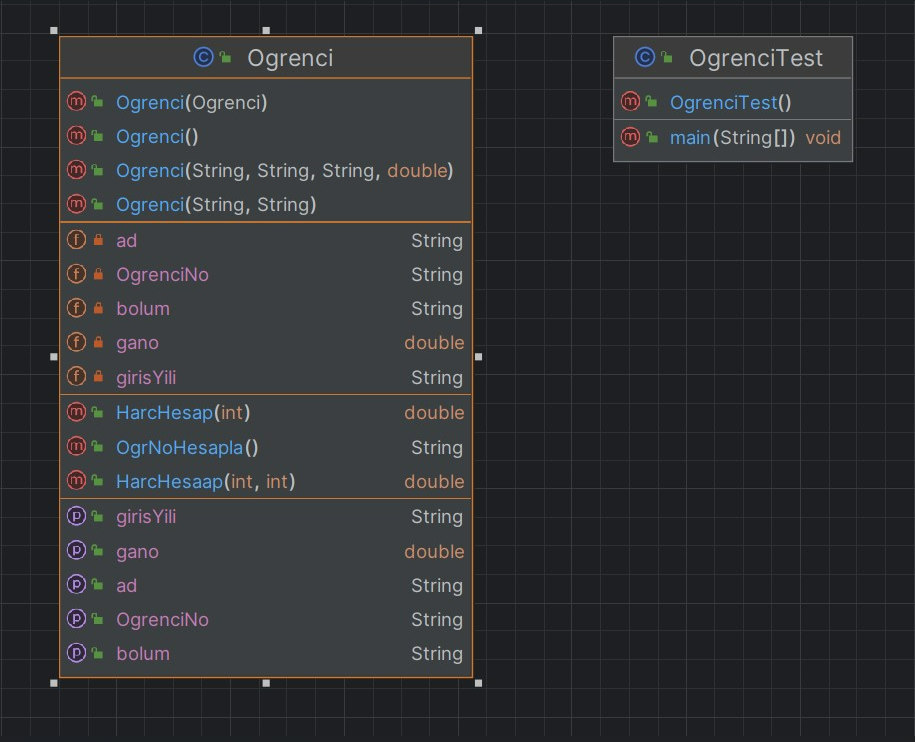 Ogrenci
Ogrenci(Ogrenci)
Ogrenci()
Ogrenci(String, String, String, double)
Ogrenci(String, String)
ad String
OgrenciNo String
bolum String
gano double
girisYili String
HarcHesap(int) double
OgrNoHesapla() String
HarcHesaap(int, int) double
girisYili String
gano double
ad String
OgrenciNo String
bolum String
OgrenciTest
OgrenciTest()
main(String[]) void